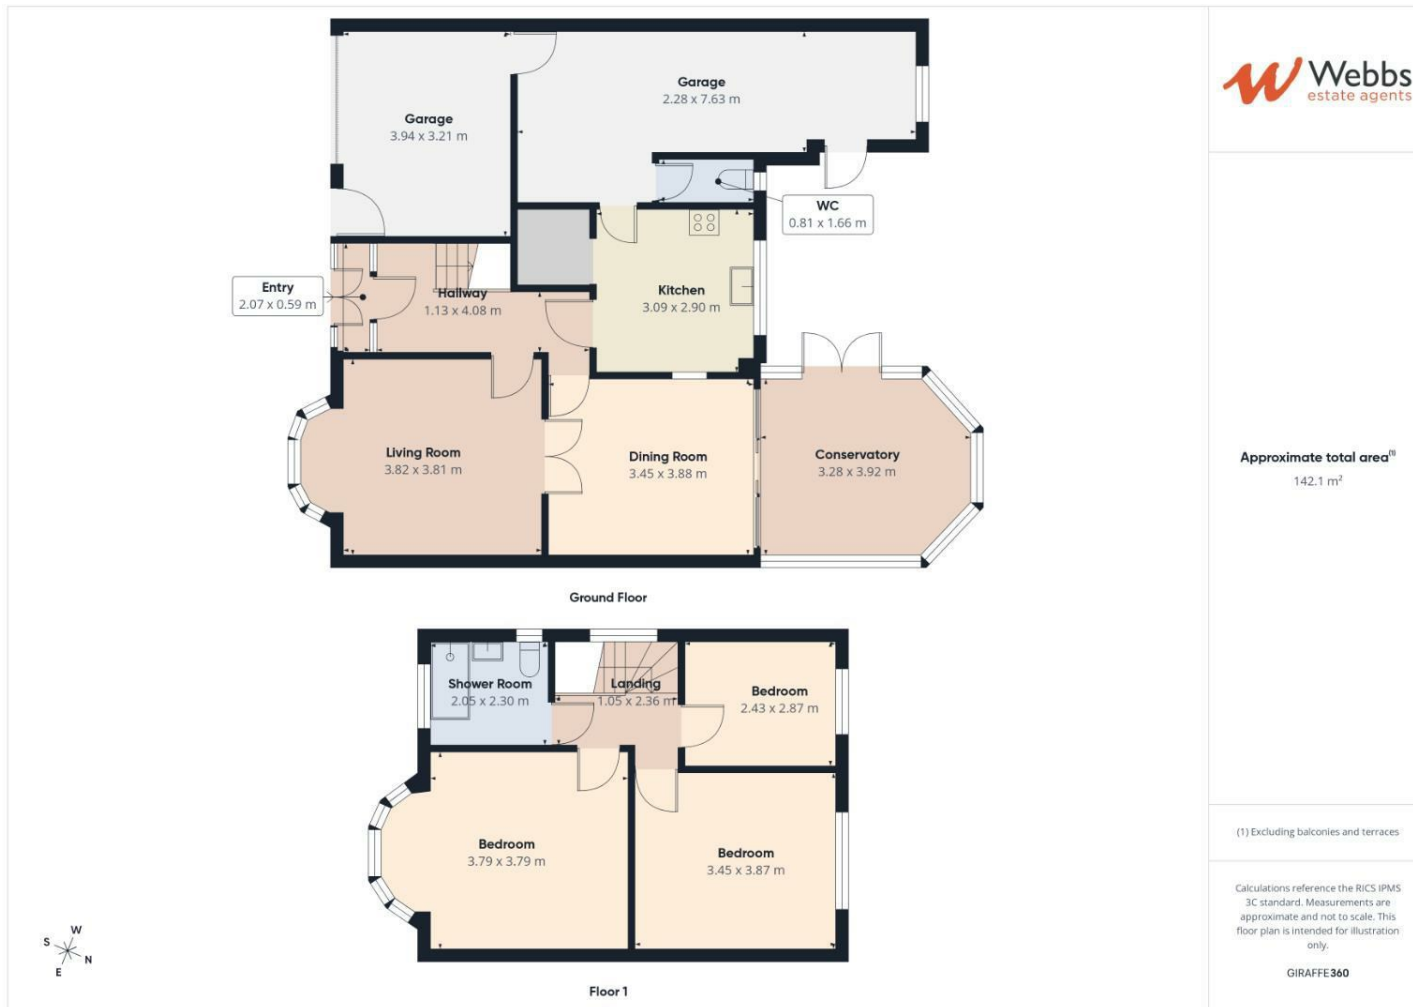 Garage
3.94 x 3.21 m
Garage
2.28 x 7.63 m
WC
0.81 x 1.66 m
Entry
2.07 x 0.59 m
Hallway
1.13 x 4.08 m
Kitchen
3.09 x 2.90 m
Living Room
3.82 x 3.81 m
Dining Room
3.45 x 3.88 m
Conservatory
3.28 x 3.92 m
Ground Floor
Shower Room
2.05 x 2.30 m
Landing
1.05 x 2.36 m
Bedroom
2.43 x 2.87 m
Bedroom
3.79 x 3.79 m
Bedroom
3.45 x 3.87 m
Floor 1
W
S
N
E
Webbs
estate agents
Approximate total area(1)
142.1 m²
(1) Excluding balconies and terraces
Calculations reference the RICS IPMS
3C standard. Measurements are
approximate and not to scale. This
floor plan is intended for illustration
only.
GIRAFFE360